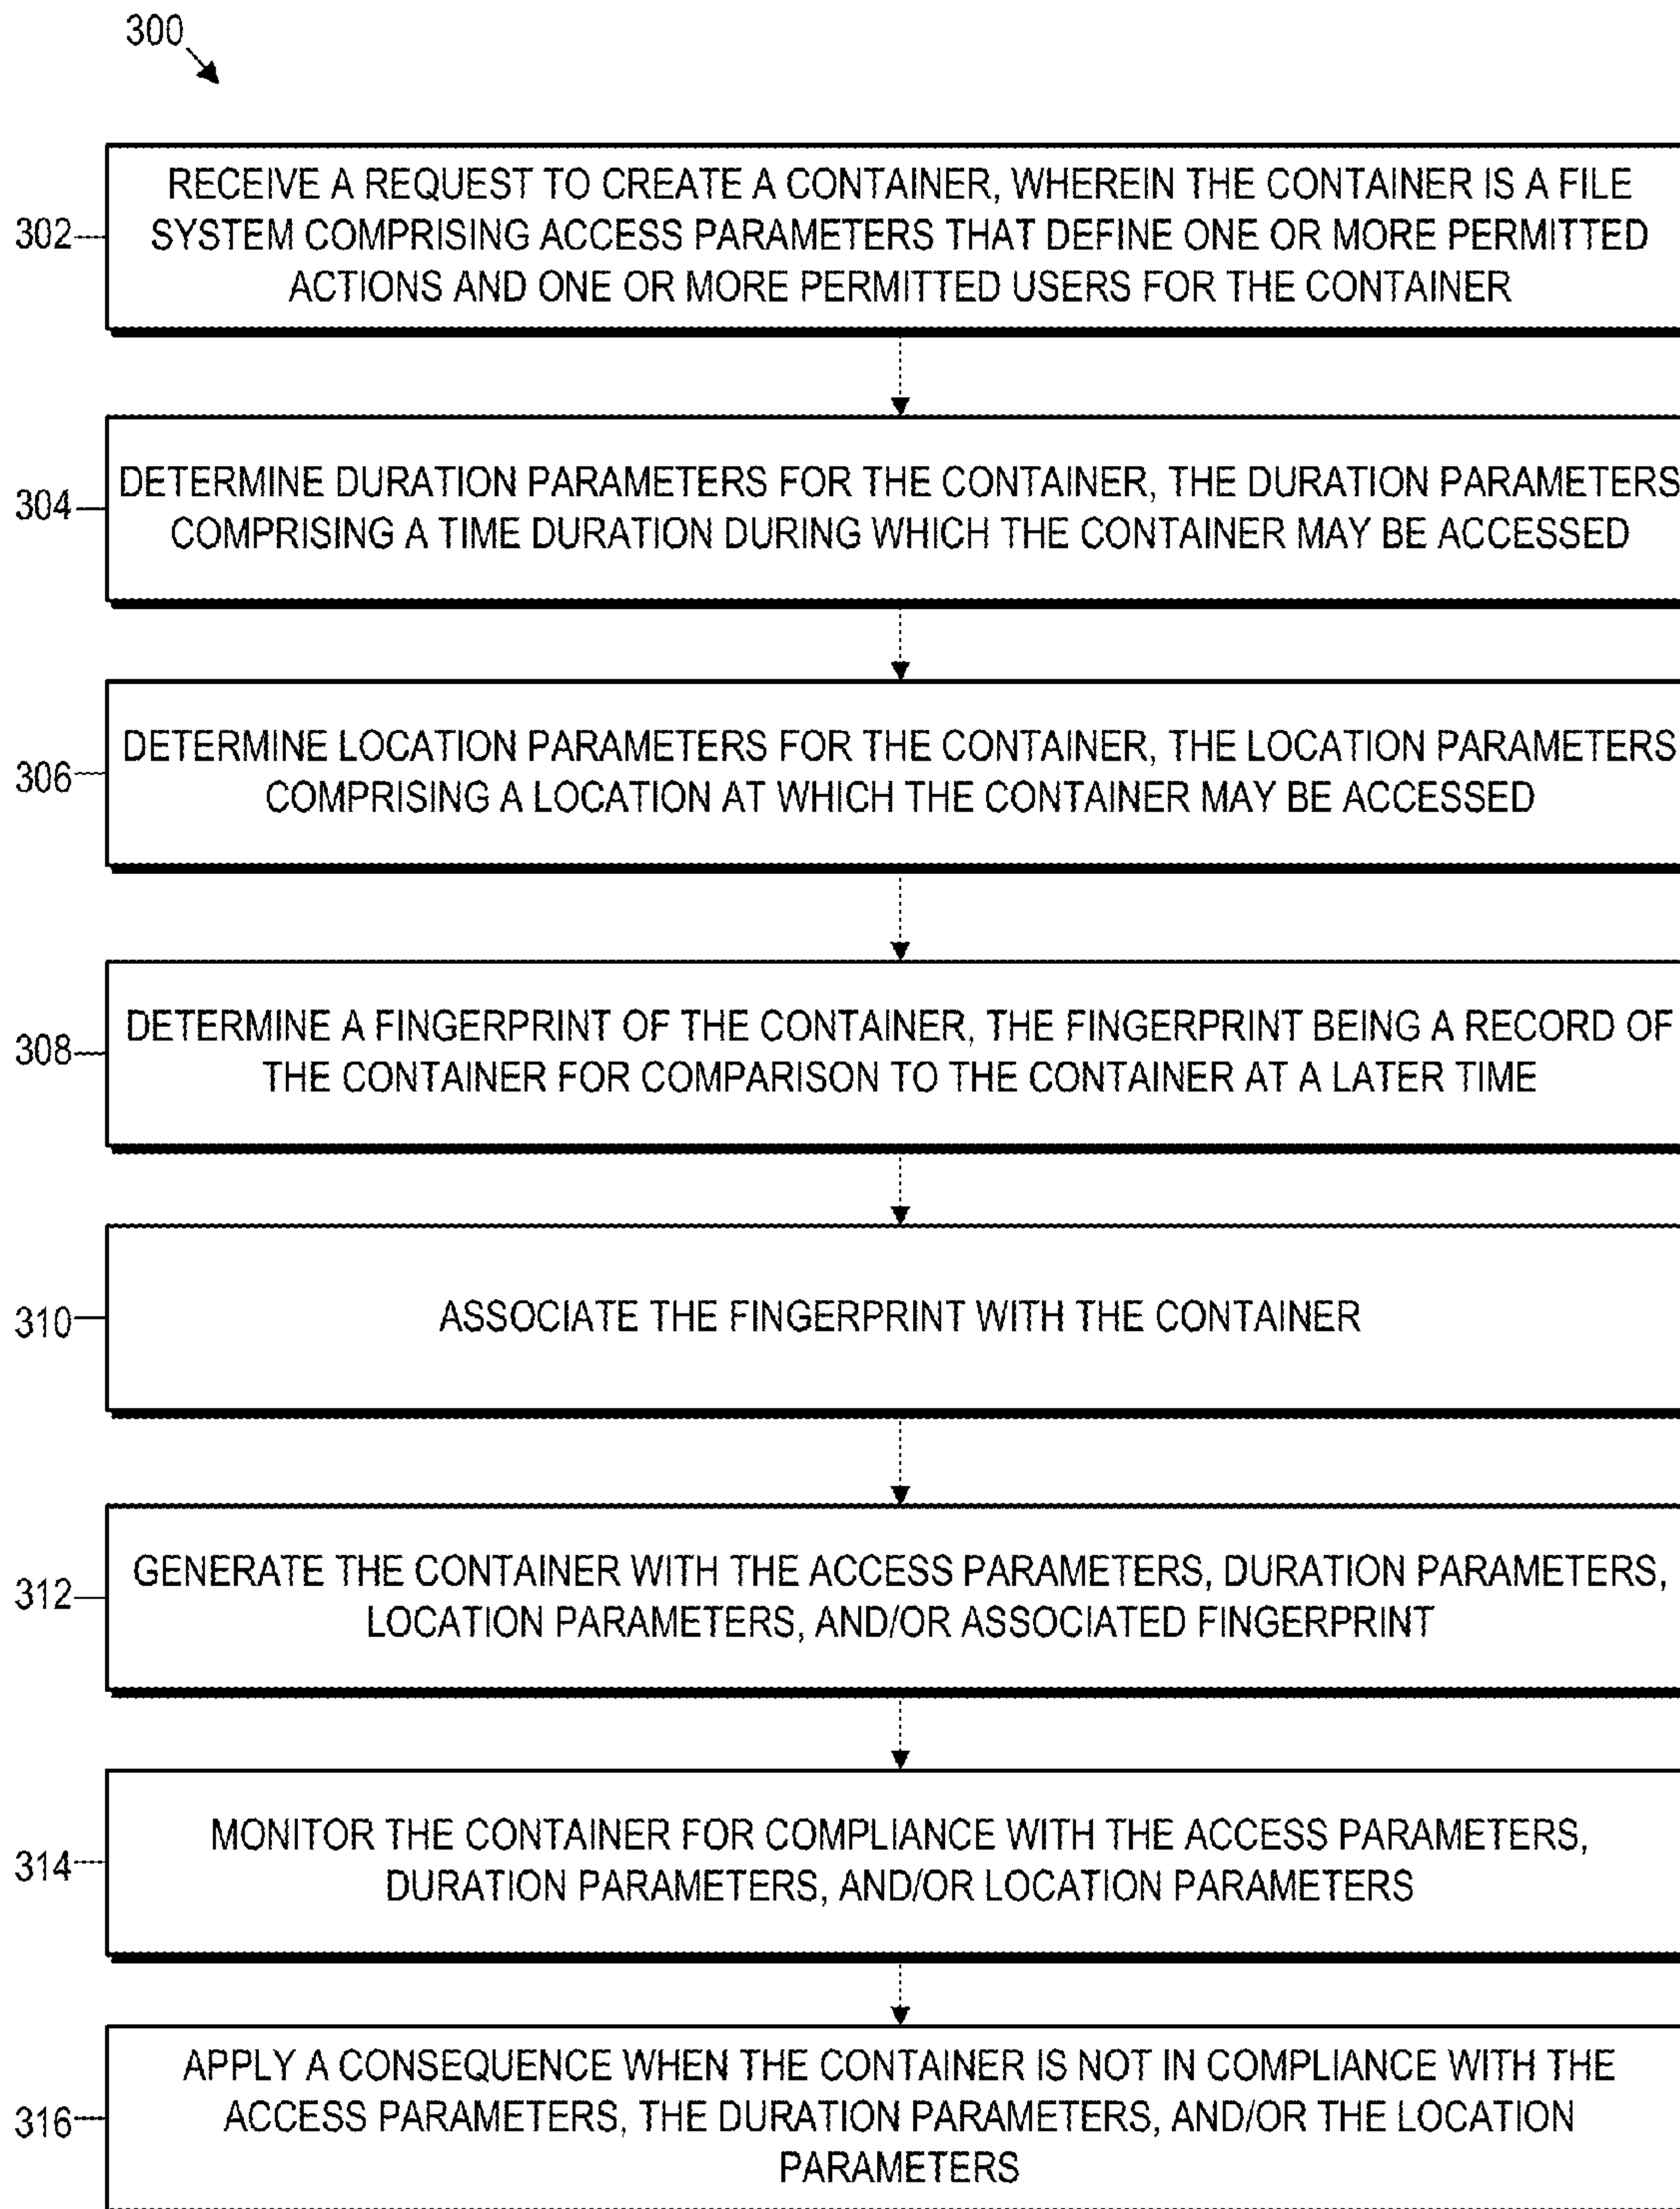 300
302
RECEIVE A REQUEST TO CREATE A CONTAINER, WHEREIN THE CONTAINER IS A FILE
SYSTEM COMPRISING ACCESS PARAMETERS THAT DEFINE ONE OR MORE PERMITTED
ACTIONS AND ONE OR MORE PERMITTED USERS FOR THE CONTAINER
304
DETERMINE DURATION PARAMETERS FOR THE CONTAINER, THE DURATION PARAMETERS
COMPRISING A TIME DURATION DURING WHICH THE CONTAINER MAY BE ACCESSED
306
DETERMINE LOCATION PARAMETERS FOR THE CONTAINER, THE LOCATION PARAMETERS
COMPRISING A LOCATION AT WHICH THE CONTAINER MAY BE ACCESSED
308
DETERMINE A FINGERPRINT OF THE CONTAINER, THE FINGERPRINT BEING A RECORD OF
THE CONTAINER FOR COMPARISON TO THE CONTAINER AT A LATER TIME
310
ASSOCIATE THE FINGERPRINT WITH THE CONTAINER
312
GENERATE THE CONTAINER WITH THE ACCESS PARAMETERS, DURATION PARAMETERS,
LOCATION PARAMETERS, AND/OR ASSOCIATED FINGERPRINT
314
MONITOR THE CONTAINER FOR COMPLIANCE WITH THE ACCESS PARAMETERS,
DURATION PARAMETERS, AND/OR LOCATION PARAMETERS
316
APPLY A CONSEQUENCE WHEN THE CONTAINER IS NOT IN COMPLIANCE WITH THE
ACCESS PARAMETERS, THE DURATION PARAMETERS, AND/OR THE LOCATION
PARAMETERS